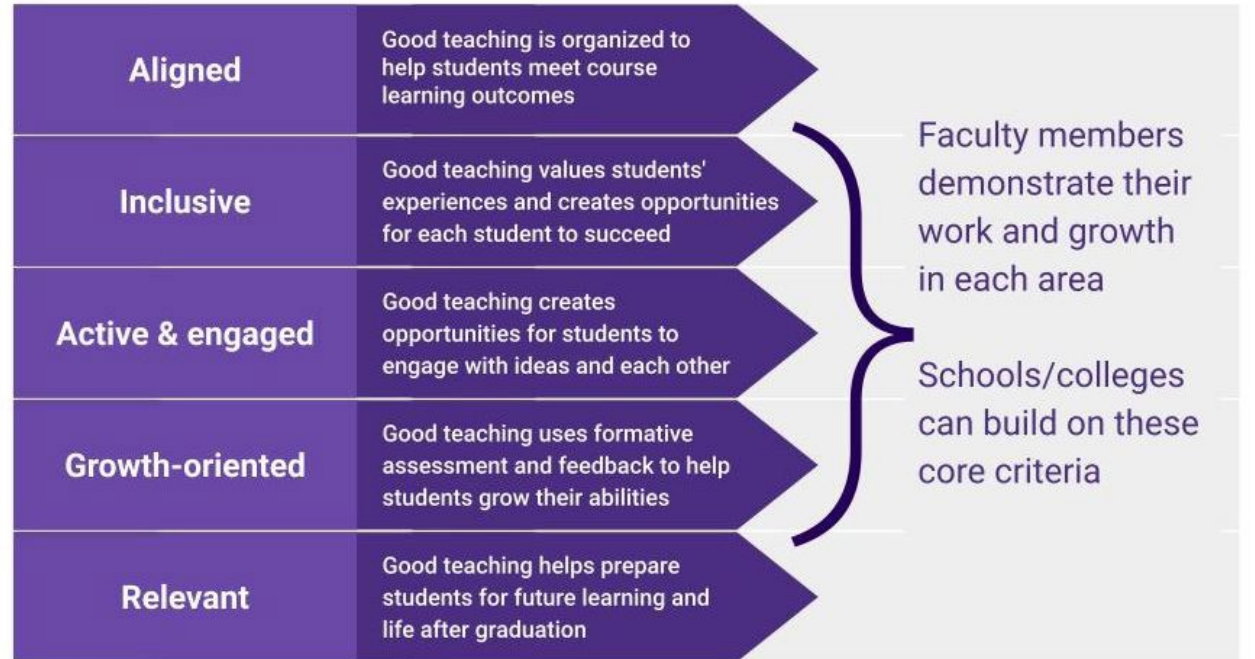 Aligned
Good teaching is organized to
help students meet course
learning outcomes
Inclusive
Good teaching values students'
experiences and creates opportunities
for each student to succeed
Active & engaged
Good teaching creates
opportunities for students to
engage with ideas and each other
Growth-oriented
Good teaching uses formative
assessment and feedback to help
students grow their abilities
Relevant
Good teaching helps prepare
students for future learning and
life after graduation
Faculty members
demonstrate their
work and growth
in each area
Schools/colleges
can build on these
core criteria